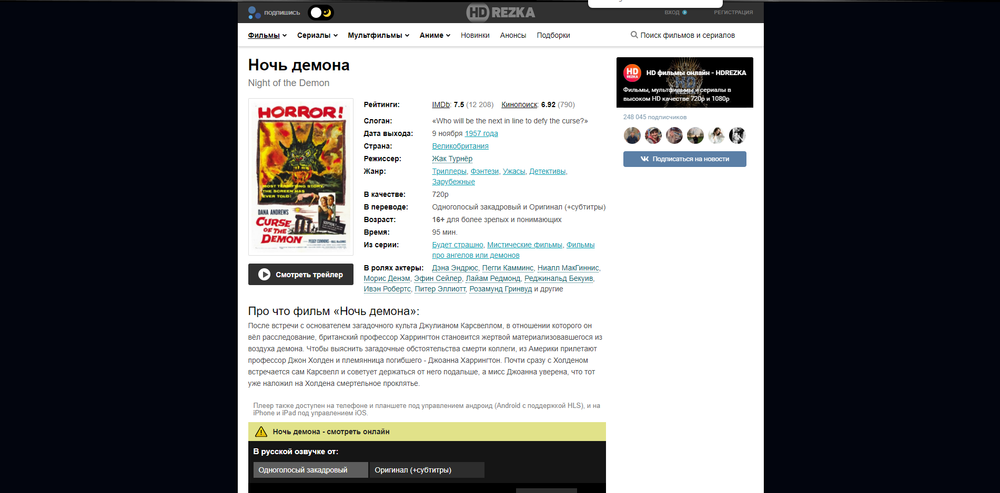 ПОДПИШИСЬ
HD REZKA
ВХОД
РЕГИСТРАЦИЯ
Фильмы Сериалы Мультфильмы Аниме Новинки Анонсы Подборки
Поиск фильмов и сериалов
Ночь демона
Night of the Demon
HORROR!
MOST TERRIFYING STORY
THE SCREEN HAS
EVER TOLD!
DANA ANDREWS
CURSE
OF THE
DEMON
PEGGY CUMMINS
Смотреть трейлер
Рейтинги: IMDb: 7.5 (12 208) Кинопоиск: 6.92 (790)
Слоган: «Who will be the next in line to defy the curse?»
Дата выхода: 9 ноября 1957 года
Страна: Великобритания
Режиссер: Жак Турнёр
Жанр: Триллеры, Фэнтези, Ужасы, Детективы,
Зарубежные
В качестве: 720p
В переводе: Одноголосый закадровый и Оригинал (+субтитры)
Возраст: 16+ для более зрелых и понимающих
Время: 95 мин.
Из серии: Будет страшно, Мистические фильмы, Фильмы
про ангелов или демонов
В ролях актеры: Дэна Эндрюс, Пегги Камминс, Ниалл МакГиннис,
Морис Денэм, Эфин Сейлер, Лайам Редмонд, Реджинальд Бекуив,
Ивэн Робертс, Питер Эллиотт, Розамунд Гринвуд и другие
HD
REZKA
HD фильмы онлайн - HDREZKA
Фильмы, мультфильмы и сериалы в
высоком HD качестве 720p и 1080p
248 045 подписчиков
Подписаться на новости
Про что фильм «Ночь демона»:
После встречи с основателем загадочного культа Джулианом Карсвеллом, в отношении которого он
вёл расследование, британский профессор Харрингтон становится жертвой материализовавшегося из
воздуха демона. Чтобы выяснить загадочные обстоятельства смерти коллеги, из Америки прилетают
профессор Джон Холден и племянница погибшего - Джоанна Харрингтон. Почти сразу с Холденом
встречается сам Карсвелл и советует держаться от него подальше, а мисс Джоанна уверена, что тот
уже наложил на Холдена смертельное проклятье.
Плеер также доступен на телефоне и планшете под управлением андроид (Android с поддержкой HLS), и на
iPhone и iPad под управлением iOS.
Ночь демона - смотреть онлайн
В русской озвучке от:
Одноголосый закадровый
Оригинал (+субтитры)